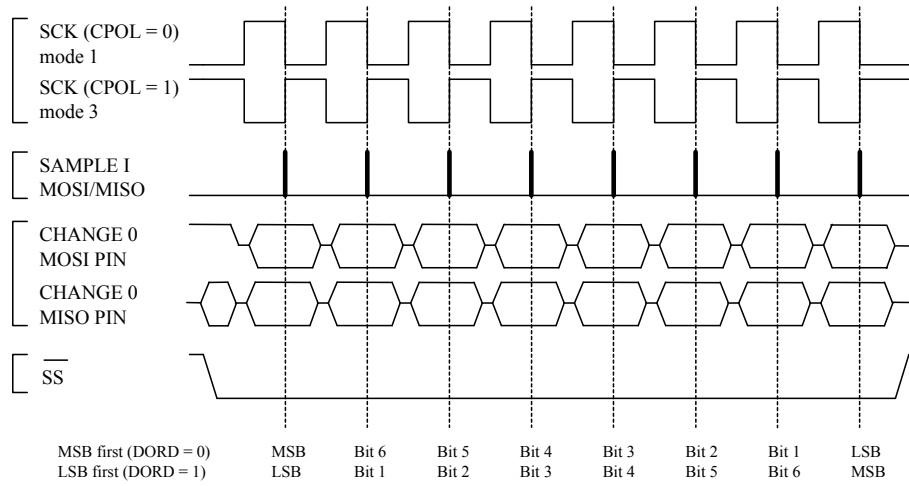 SCK (CPOL = 0)
mode 1
SCK (CPOL = 1)
mode 3
SAMPLE I
MOSI/MISO
CHANGE 0
MOSI PIN
CHANGE 0
MISO PIN
SS
MSB first (DORD = 0) MSB Bit 6 Bit 5 Bit 4 Bit 3 Bit 2 Bit 1 LSB
LSB first (DORD = 1) LSB Bit 1 Bit 2 Bit 3 Bit 4 Bit 5 Bit 6 MSB